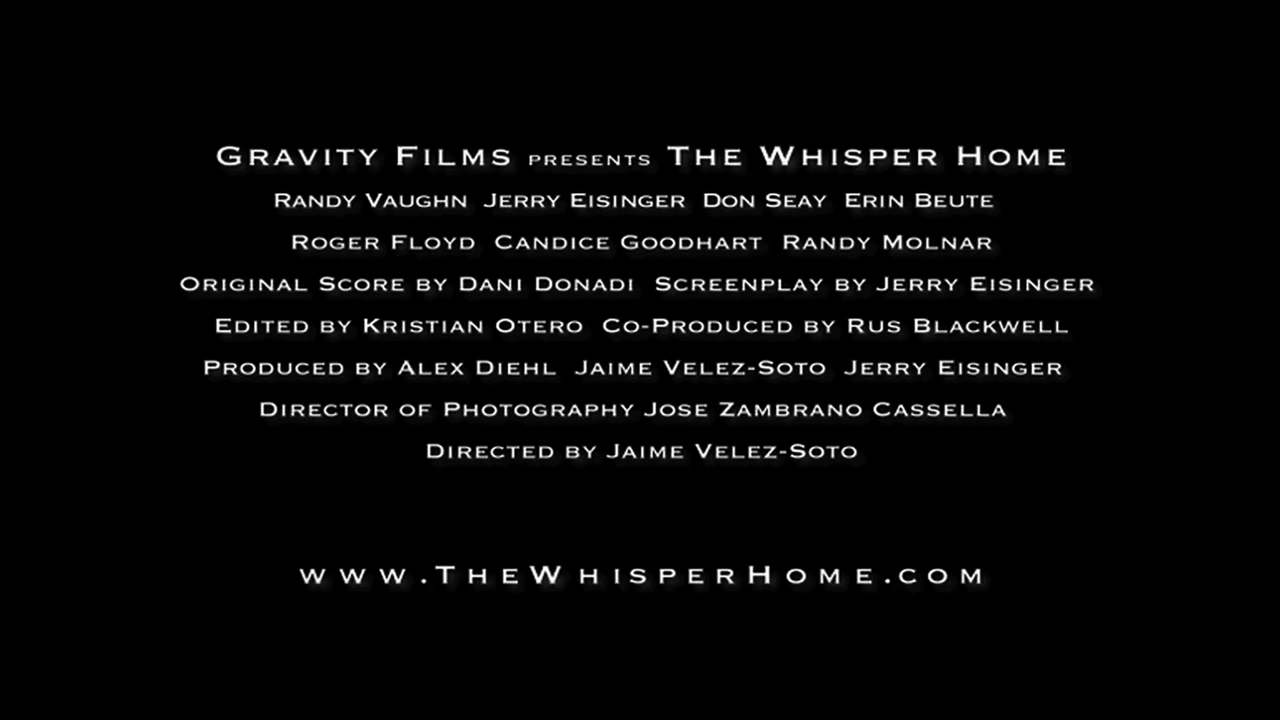 Gravity Films presents The Whisper Home
Randy Vaughn Jerry Eisinger Don Seay Erin Beute
Roger Floyd Candice Goodhart Randy Molnar
Original Score by Dani Donadi Screenplay by Jerry Eisinger
Edited by Kristian Otero Co-Produced by Rus Blackwell
Produced by Alex Diehl Jaime Velez-Soto Jerry Eisinger
Director of Photography Jose Zambrano Cassella
Directed by Jaime Velez-Soto
www.TheWhisperHome.com